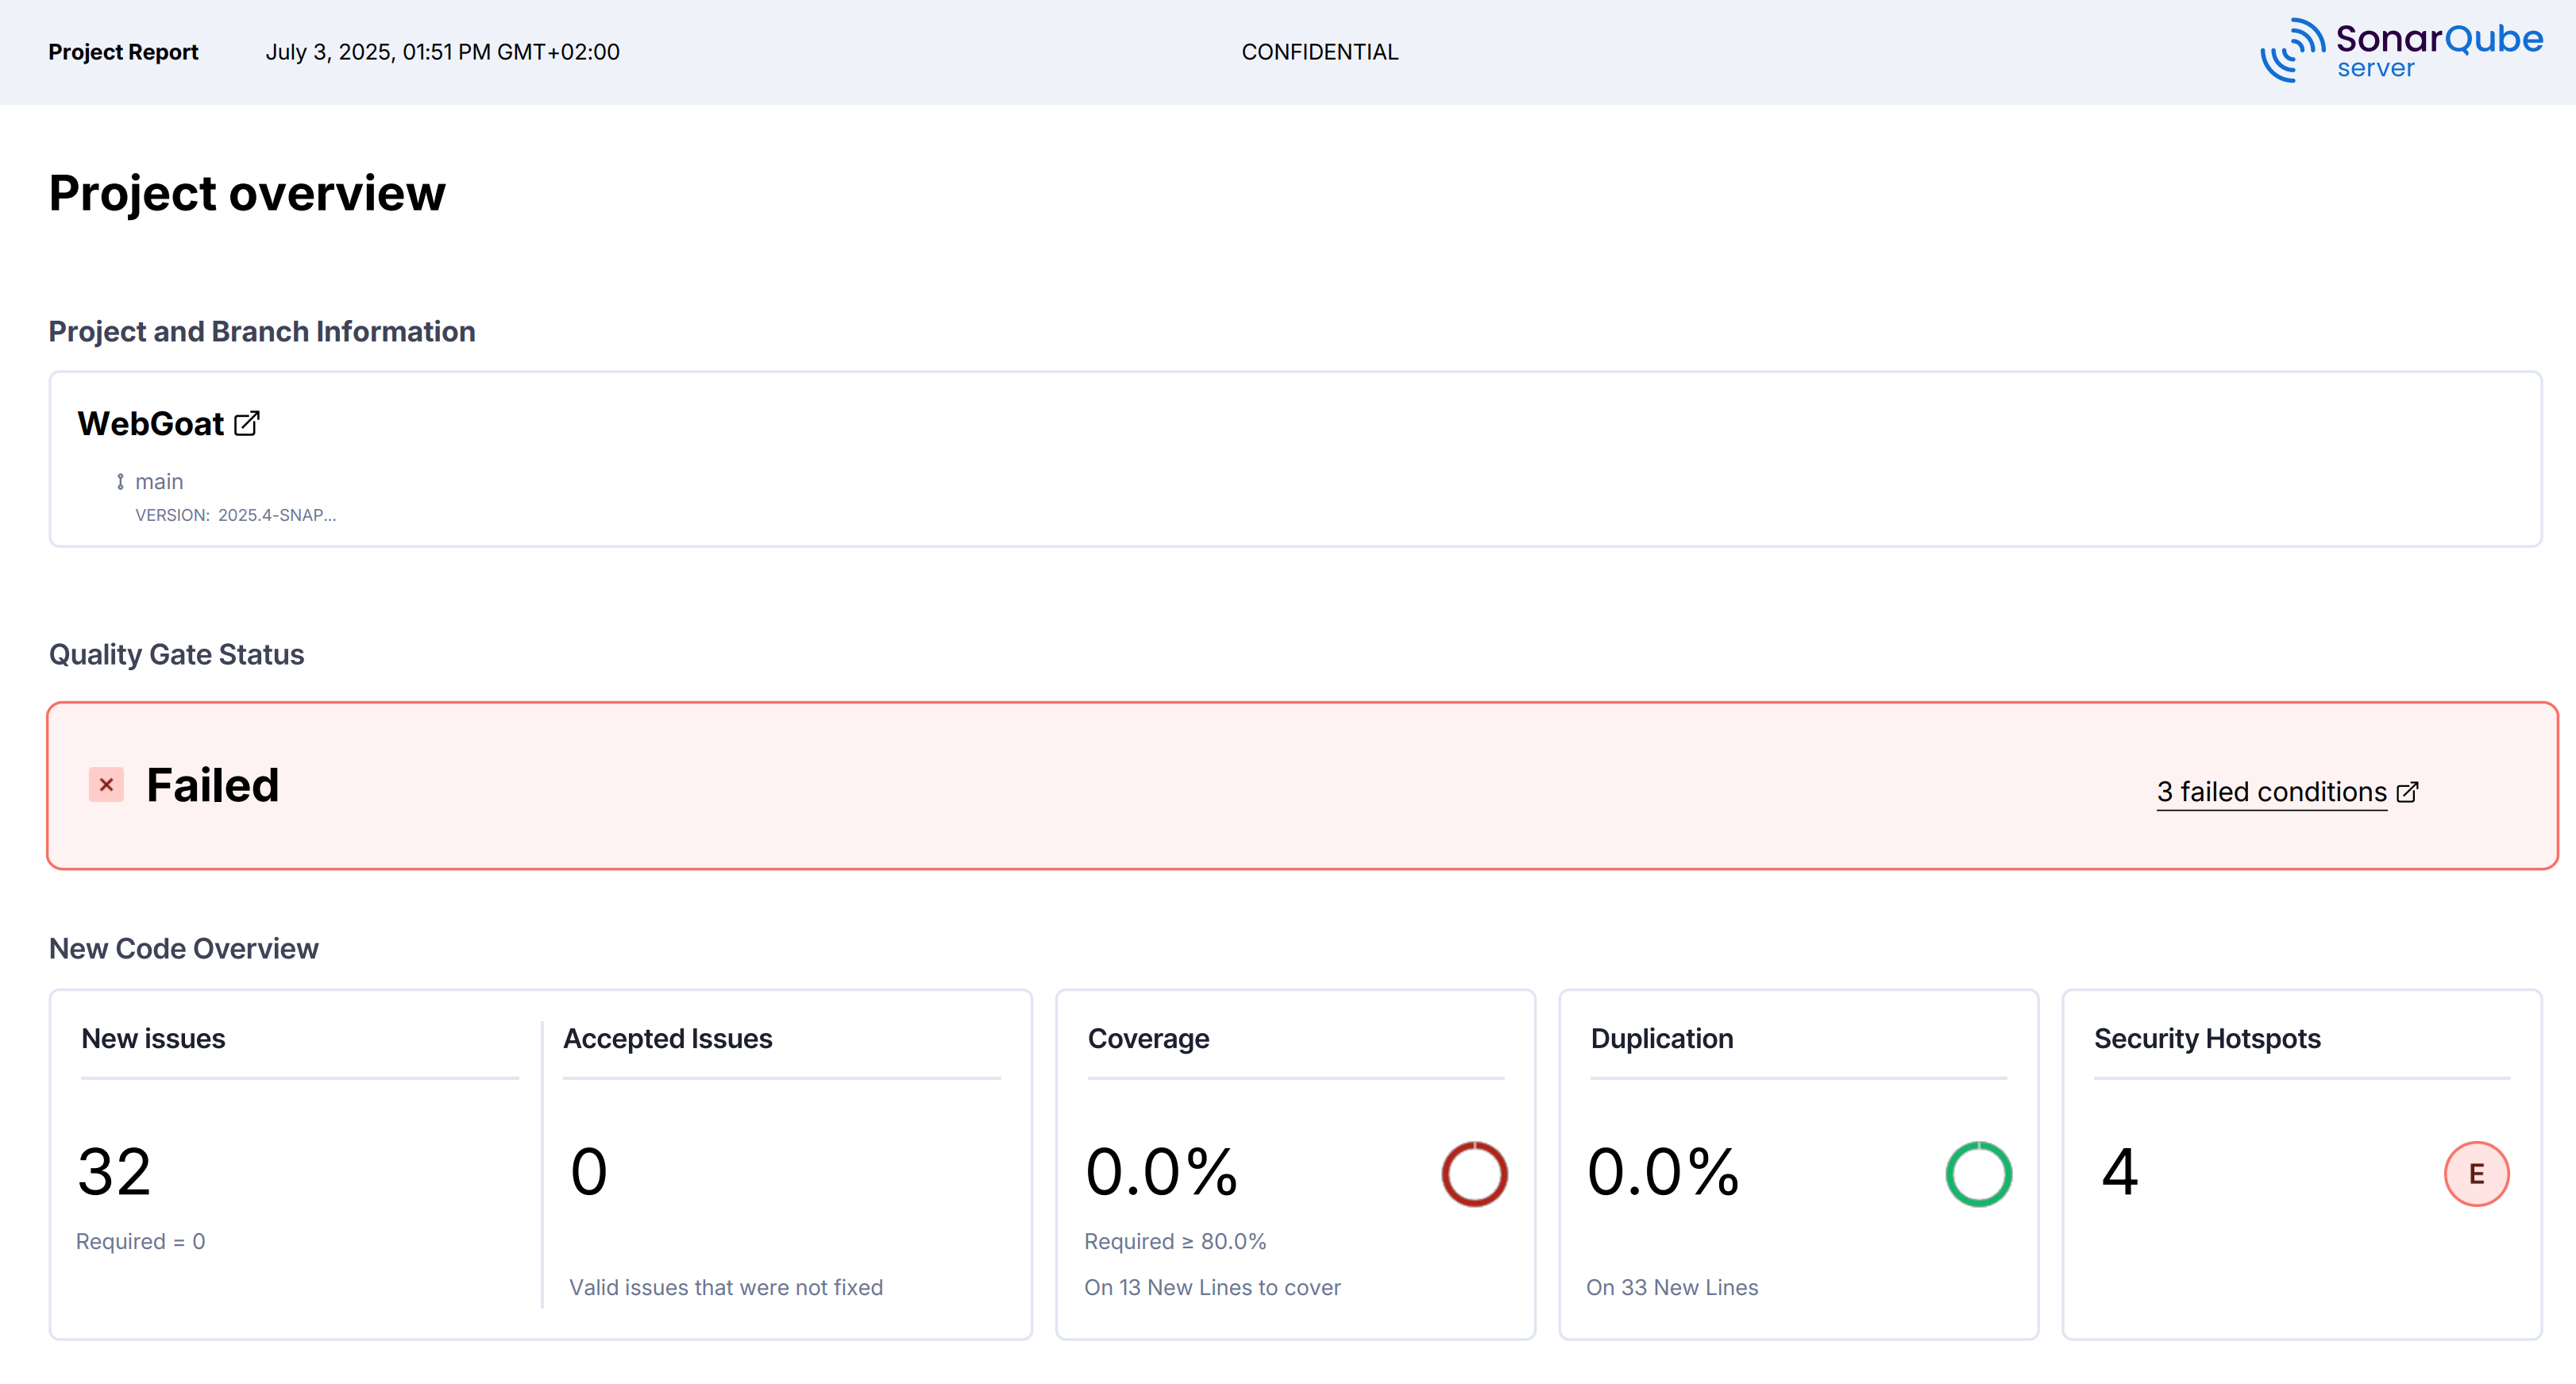 Project Report July 3, 2025, 01:51 PM GMT+02:00 CONFIDENTIAL SonarQube
server
Project overview
Project and Branch Information
WebGoat
main
VERSION: 2025.4-SNAP...
Quality Gate Status
Failed
3 failed conditions
New Code Overview
New issues
32
Required = 0
Accepted Issues
0
Valid issues that were not fixed
Coverage
0.0%
Required ≥ 80.0%
On 13 New Lines to cover
Duplication
0.0%
On 33 New Lines
Security Hotspots
4
E